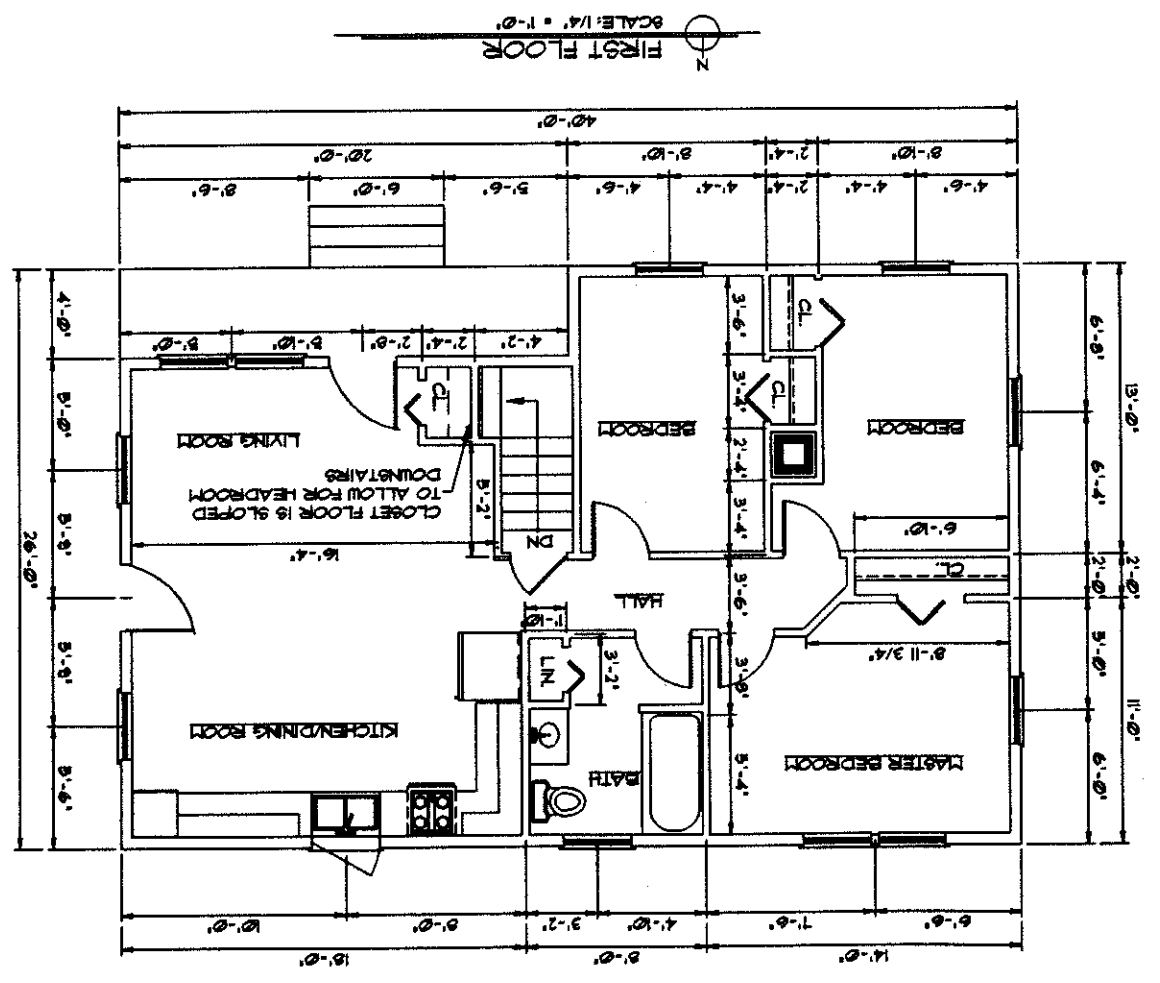 14'-0" 8'-0" 18'-0"
6'-6" 7'-6" 4'-10" 3'-2" 8'-0" 10'-0"
11'-0"
6'-0"
5'-4"
5'-6"
MASTER BEDROOM
BATH
KITCHEN/DINING ROOM
5'-0"
8'-11 3/4"
3'-8"
3'-2"
LIN.
5'-9"
2'-0"
2'-0"
CL.
3'-6"
HALL
1'-10"
26'-0"
6'-10"
DN
16'-4"
5'-9"
13'-0"
6'-4"
3'-4"
2'-4"
5'-2"
CLOSET FLOOR IS SLOPED
TO ALLOW FOR HEADROOM
DOWNSTAIRS
BEDROOM
BEDROOM
LIVING ROOM
5'-0"
CL.
3'-4"
CL.
6'-8"
CL.
3'-6"
4'-2" 2'-4" 2'-8" 5'-10" 5'-0"
4'-0"
4'-6" 4'-4" 2'-4" 4'-4" 4'-6" 5'-6" 6'-0" 8'-6"
8'-10" 2'-4" 8'-10" 20'-0"
40'-0"
N
FIRST FLOOR
SCALE: 1/4" = 1'-0"